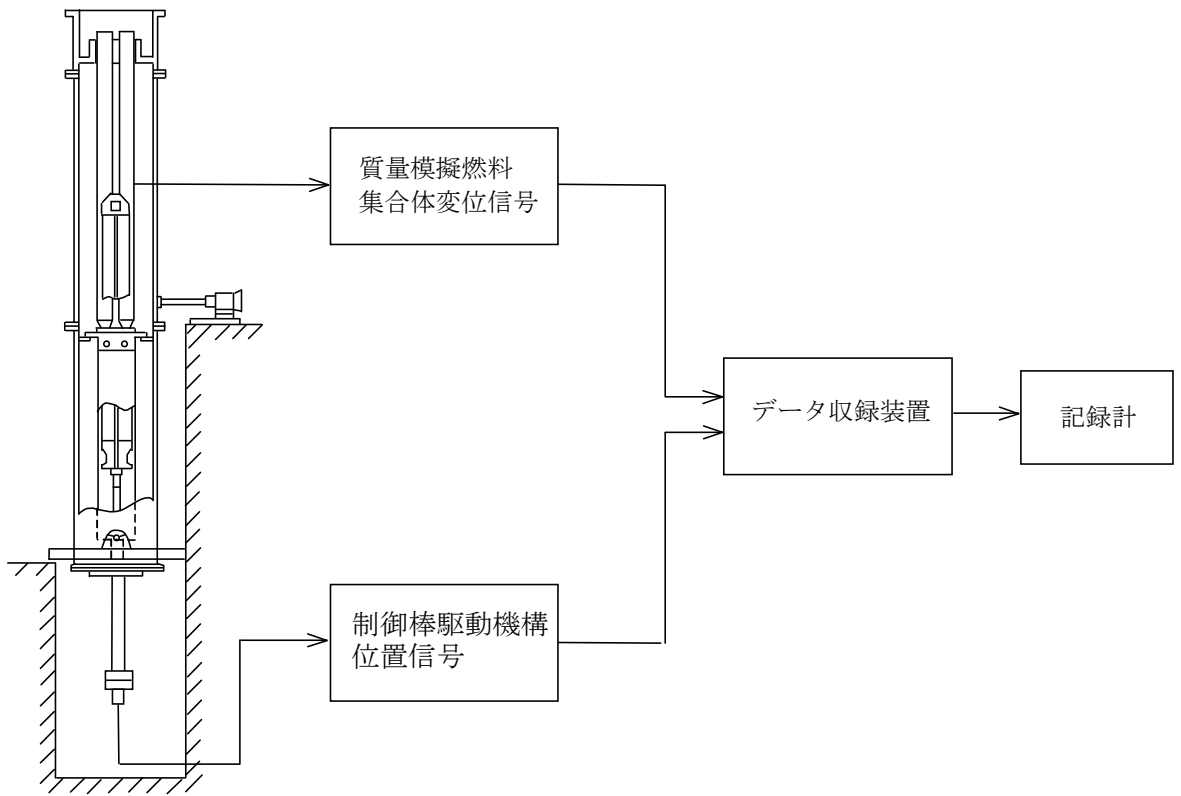 質量模擬燃料
集合体変位信号
データ収録装置
記録計
制御棒駆動機構
位置信号